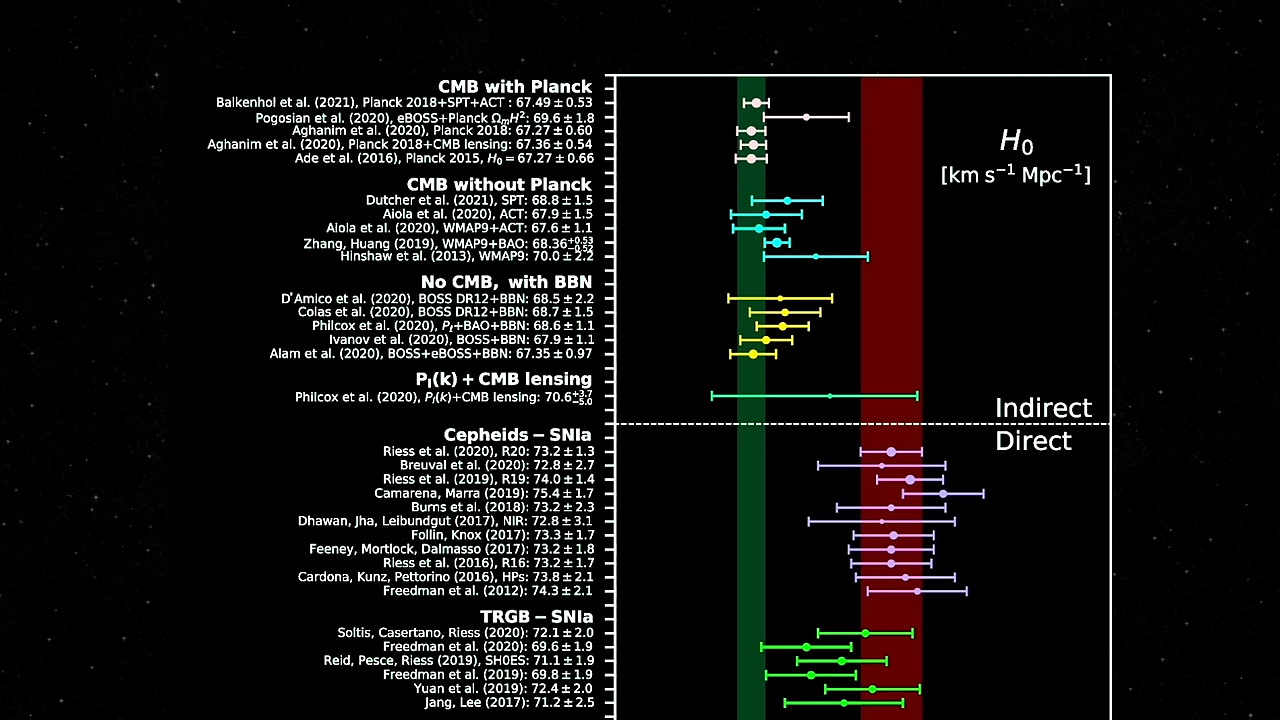 CMB with Planck
Balkenhol et al. (2021), Planck 2018+SPT+ACT : 67.49 ± 0.53
Pogosian et al. (2020), eBOSS+Planck ΩₘH²: 69.6 ± 1.8
Aghanim et al. (2020), Planck 2018: 67.27 ± 0.60
Aghanim et al. (2020), Planck 2018+CMB lensing: 67.36 ± 0.54
Ade et al. (2016), Planck 2015, H₀ = 67.27 ± 0.66
H₀
[km s⁻¹ Mpc⁻¹]
CMB without Planck
Dutcher et al. (2021), SPT: 68.8 ± 1.5
Aiola et al. (2020), ACT: 67.9 ± 1.5
Aiola et al. (2020), WMAP9+ACT: 67.6 ± 1.1
Zhang, Huang (2019), WMAP9+BAO: 68.36 +0.53 −0.52
Hinshaw et al. (2013), WMAP9: 70.0 ± 2.2
No CMB, with BBN
D'Amico et al. (2020), BOSS DR12+BBN: 68.5 ± 2.2
Colas et al. (2020), BOSS DR12+BBN: 68.7 ± 1.5
Philcox et al. (2020), Pₗ+BAO+BBN: 68.6 ± 1.1
Ivanov et al. (2020), BOSS+BBN: 67.9 ± 1.1
Alam et al. (2020), BOSS+eBOSS+BBN: 67.35 ± 0.97
Pₗ(k) + CMB lensing
Philcox et al. (2020), Pₗ(k)+CMB lensing: 70.6 +3.7 −5.0
Indirect
Direct
Cepheids – SNIa
Riess et al. (2020), R20: 73.2 ± 1.3
Breuval et al. (2020): 72.8 ± 2.7
Riess et al. (2019), R19: 74.0 ± 1.4
Camarena, Marra (2019): 75.4 ± 1.7
Burns et al. (2018): 73.2 ± 2.3
Dhawan, Jha, Leibundgut (2017), NIR: 72.8 ± 3.1
Follin, Knox (2017): 73.3 ± 1.7
Feeney, Mortlock, Dalmasso (2017): 73.2 ± 1.8
Riess et al. (2016), R16: 73.2 ± 1.7
Cardona, Kunz, Pettorino (2016), HPs: 73.8 ± 2.1
Freedman et al. (2012): 74.3 ± 2.1
TRGB – SNIa
Soltis, Casertano, Riess (2020): 72.1 ± 2.0
Freedman et al. (2020): 69.6 ± 1.9
Reid, Pesce, Riess (2019), SH0ES: 71.1 ± 1.9
Freedman et al. (2019): 69.8 ± 1.9
Yuan et al. (2019): 72.4 ± 2.0
Jang, Lee (2017): 71.2 ± 2.5